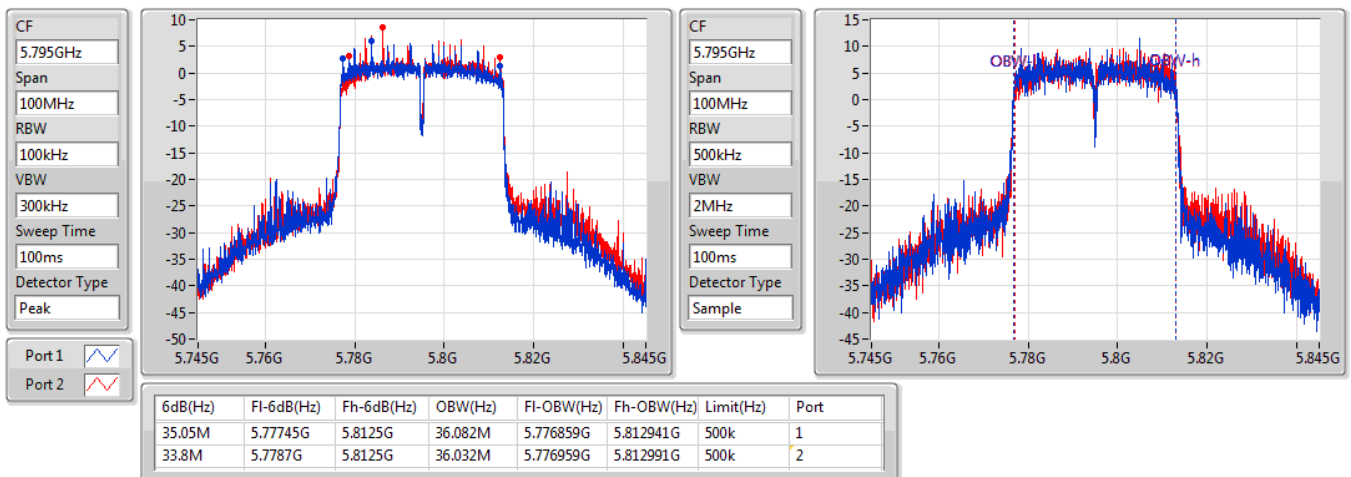 CF
5.795GHz
Span
100MHz
RBW
100kHz
VBW
300kHz
Sweep Time
100ms
Detector Type
Peak
Port 1
Port 2
10
5
0
-5
-10
-15
-20
-25
-30
-35
-40
-45
-50
5.745G 5.76G 5.78G 5.8G 5.82G 5.845G
CF
5.795GHz
Span
100MHz
RBW
500kHz
VBW
2MHz
Sweep Time
100ms
Detector Type
Sample
15
10
5
0
-5
-10
-15
-20
-25
-30
-35
-40
-45
OBW-l OBW-h
5.745G 5.76G 5.78G 5.8G 5.82G 5.845G
6dB(Hz) Fl-6dB(Hz) Fh-6dB(Hz) OBW(Hz) Fl-OBW(Hz) Fh-OBW(Hz) Limit(Hz) Port
35.05M 5.77745G 5.8125G 36.082M 5.776859G 5.812941G 500k 1
33.8M 5.7787G 5.8125G 36.032M 5.776959G 5.812991G 500k 2